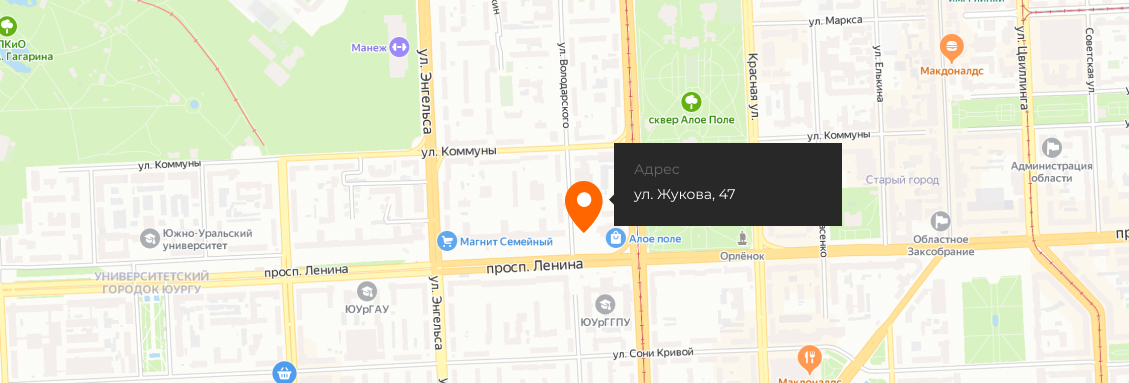 ул. Маркса
Красная ул.
ул. Елькина
ул. Цвиллинга
Советская ул.
Макдоналдс
ПКиО
. Гагарина
Манеж
ул. Энгельса
ул. Володарского
сквер Алое Поле
ул. Коммуны
ул. Коммуны
ул. Коммуны
Администрация
области
Старый город
Адрес
ул. Жукова, 47
Южно-Уральский
университет
Магнит Семейный
Алое поле
Орлёнок
Областное
Заксобрание
УНИВЕРСИТЕТСКИЙ
ГОРОДОК ЮУРГУ
просп. Ленина
просп. Ленина
ул. Энгельса
ЮУрГАУ
ЮУрГГПУ
ул. Сони Кривой
Макдоналдс